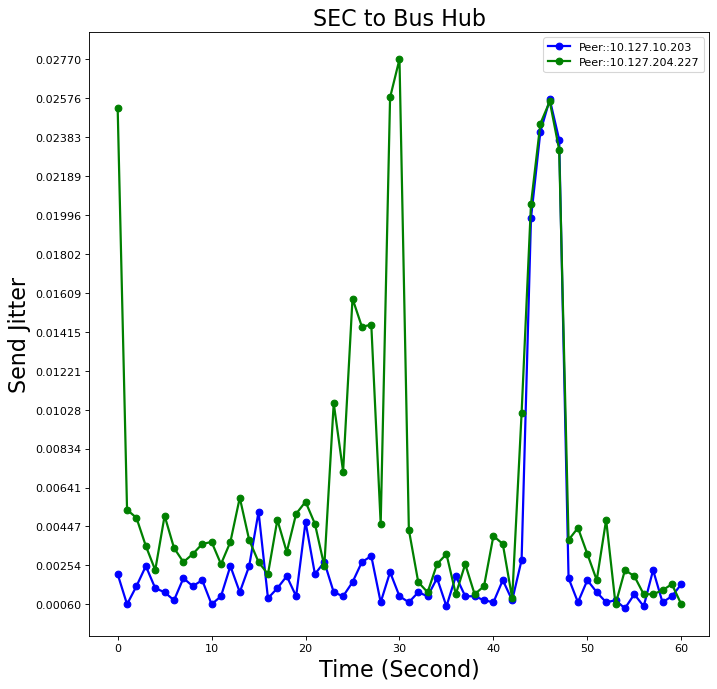 SEC to Bus Hub
Peer::10.127.10.203
Peer::10.127.204.227
0.02770
0.02576
0.02383
0.02189
0.01996
0.01802
0.01609
0.01415
0.01221
0.01028
0.00834
0.00641
0.00447
0.00254
0.00060
Send Jitter
0 10 20 30 40 50 60
Time (Second)